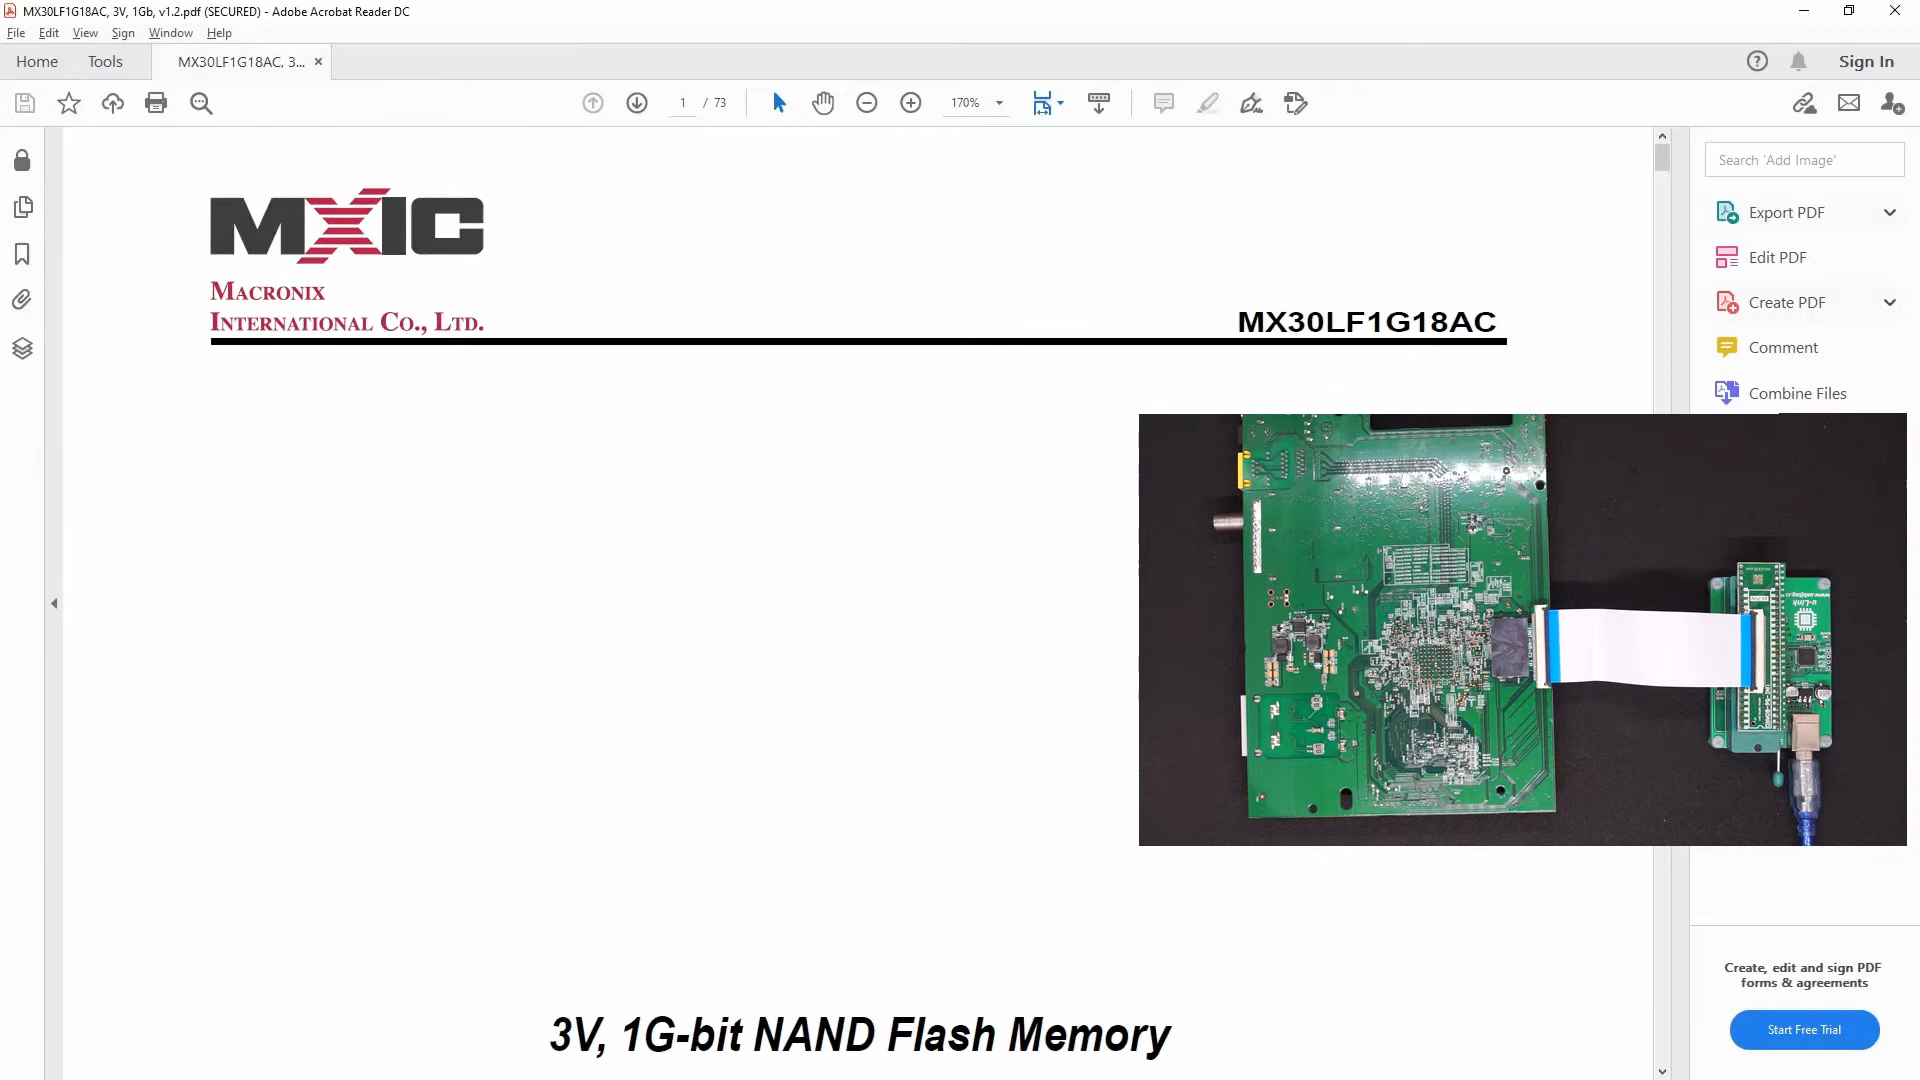 MX30LF1G18AC, 3V, 1Gb, v1.2.pdf (SECURED) - Adobe Acrobat Reader DC
File Edit View Sign Window Help
Home Tools MX30LF1G18AC, 3... × Sign In
1 / 73 170%
Search 'Add Image'
MXIC
MACRONIX
INTERNATIONAL CO., LTD.
MX30LF1G18AC
Export PDF
Edit PDF
Create PDF
Comment
Combine Files
u-Link
3V, 1G-bit NAND Flash Memory
Create, edit and sign PDF
forms & agreements
Start Free Trial